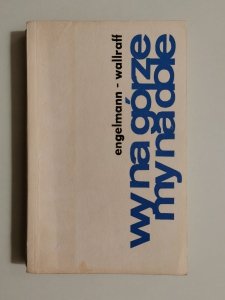 engelmann - wallraff
wy na górze
my na dole